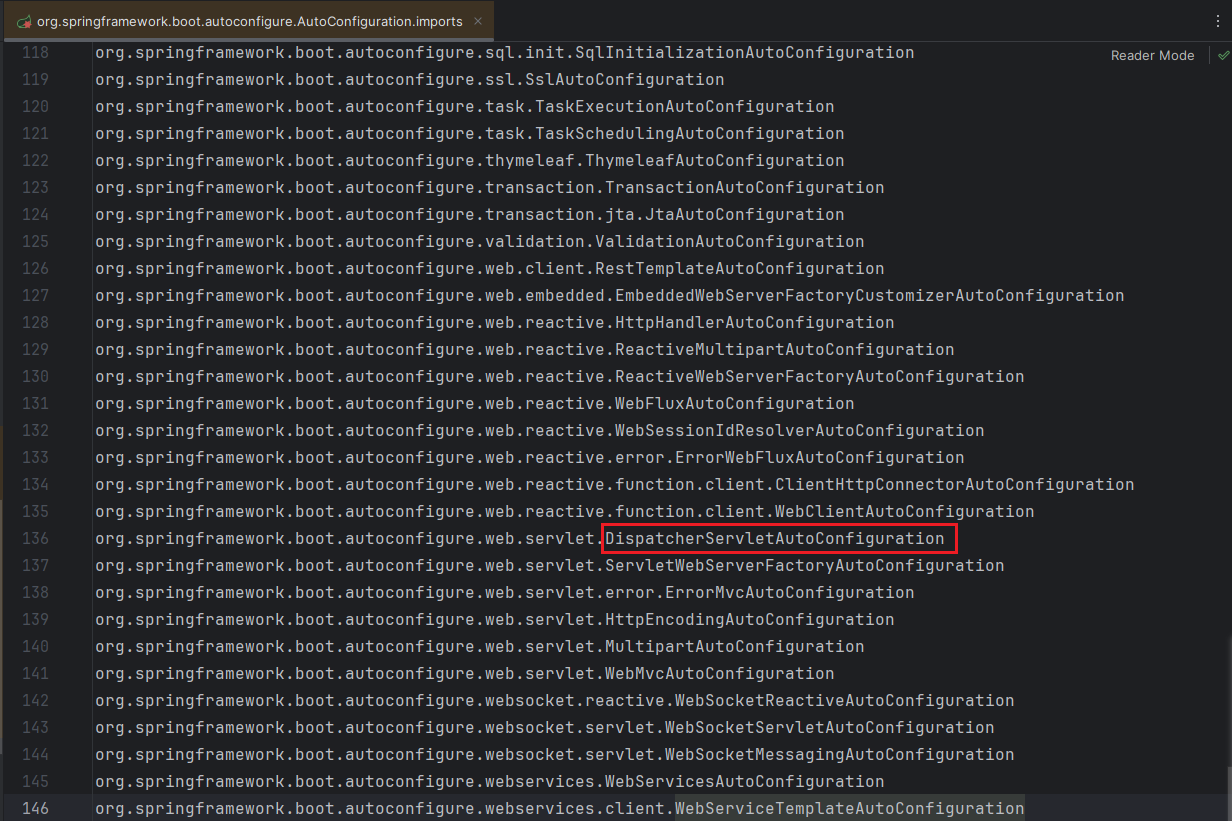 org.springframework.boot.autoconfigure.AutoConfiguration.imports ×
Reader Mode
118 org.springframework.boot.autoconfigure.sql.init.SqlInitializationAutoConfiguration
119 org.springframework.boot.autoconfigure.ssl.SslAutoConfiguration
120 org.springframework.boot.autoconfigure.task.TaskExecutionAutoConfiguration
121 org.springframework.boot.autoconfigure.task.TaskSchedulingAutoConfiguration
122 org.springframework.boot.autoconfigure.thymeleaf.ThymeleafAutoConfiguration
123 org.springframework.boot.autoconfigure.transaction.TransactionAutoConfiguration
124 org.springframework.boot.autoconfigure.transaction.jta.JtaAutoConfiguration
125 org.springframework.boot.autoconfigure.validation.ValidationAutoConfiguration
126 org.springframework.boot.autoconfigure.web.client.RestTemplateAutoConfiguration
127 org.springframework.boot.autoconfigure.web.embedded.EmbeddedWebServerFactoryCustomizerAutoConfiguration
128 org.springframework.boot.autoconfigure.web.reactive.HttpHandlerAutoConfiguration
129 org.springframework.boot.autoconfigure.web.reactive.ReactiveMultipartAutoConfiguration
130 org.springframework.boot.autoconfigure.web.reactive.ReactiveWebServerFactoryAutoConfiguration
131 org.springframework.boot.autoconfigure.web.reactive.WebFluxAutoConfiguration
132 org.springframework.boot.autoconfigure.web.reactive.WebSessionIdResolverAutoConfiguration
133 org.springframework.boot.autoconfigure.web.reactive.error.ErrorWebFluxAutoConfiguration
134 org.springframework.boot.autoconfigure.web.reactive.function.client.ClientHttpConnectorAutoConfiguration
135 org.springframework.boot.autoconfigure.web.reactive.function.client.WebClientAutoConfiguration
136 org.springframework.boot.autoconfigure.web.servlet.DispatcherServletAutoConfiguration
137 org.springframework.boot.autoconfigure.web.servlet.ServletWebServerFactoryAutoConfiguration
138 org.springframework.boot.autoconfigure.web.servlet.error.ErrorMvcAutoConfiguration
139 org.springframework.boot.autoconfigure.web.servlet.HttpEncodingAutoConfiguration
140 org.springframework.boot.autoconfigure.web.servlet.MultipartAutoConfiguration
141 org.springframework.boot.autoconfigure.web.servlet.WebMvcAutoConfiguration
142 org.springframework.boot.autoconfigure.websocket.reactive.WebSocketReactiveAutoConfiguration
143 org.springframework.boot.autoconfigure.websocket.servlet.WebSocketServletAutoConfiguration
144 org.springframework.boot.autoconfigure.websocket.servlet.WebSocketMessagingAutoConfiguration
145 org.springframework.boot.autoconfigure.webservices.WebServicesAutoConfiguration
146 org.springframework.boot.autoconfigure.webservices.client.WebServiceTemplateAutoConfiguration